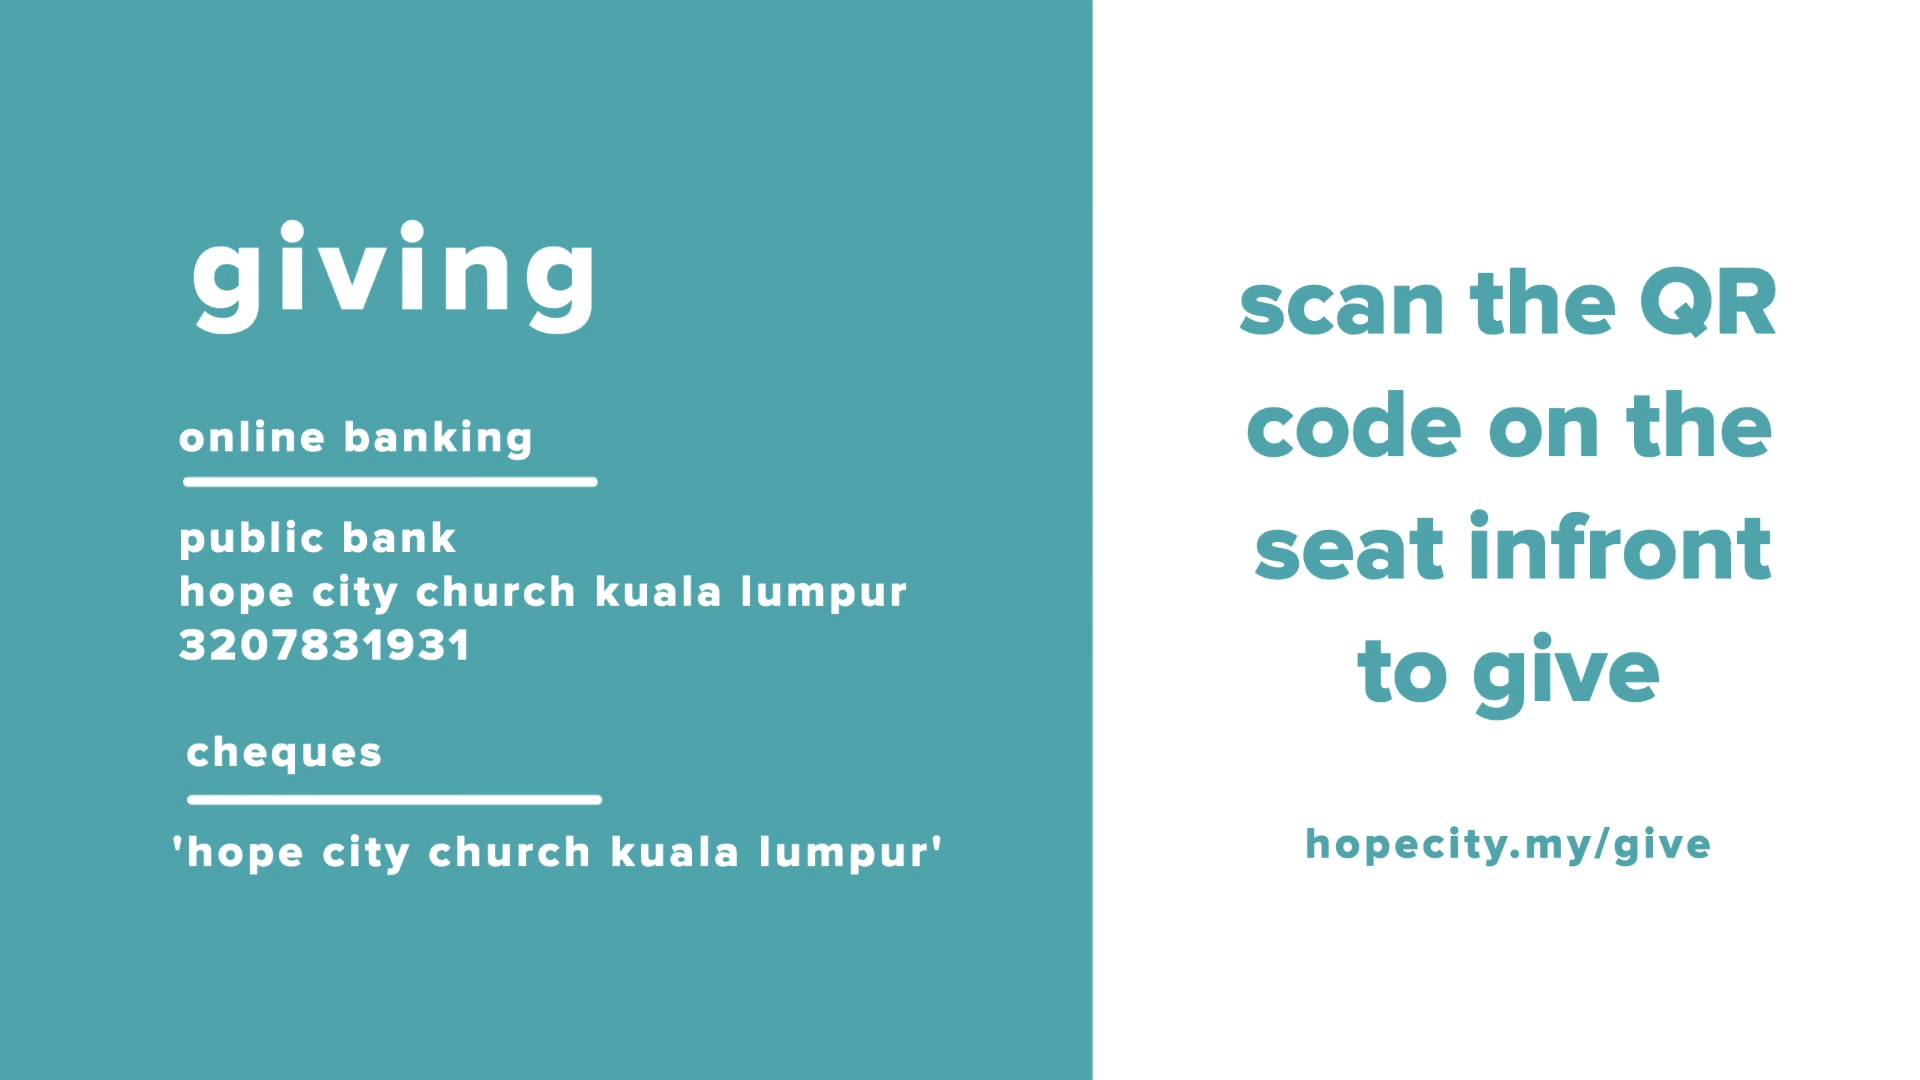 giving
online banking
public bank
hope city church kuala lumpur
3207831931
cheques
'hope city church kuala lumpur'
scan the QR
code on the
seat infront
to give
hopecity.my/give